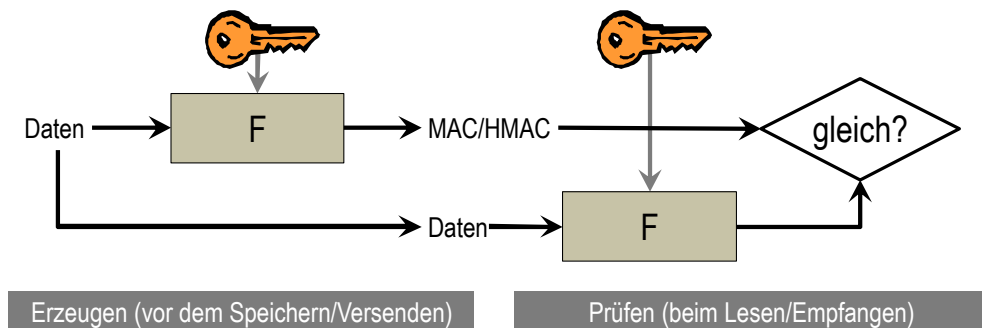 F
Daten
MAC/HMAC
gleich?
Daten
F
Erzeugen (vor dem Speichern/Versenden)
Prüfen (beim Lesen/Empfangen)